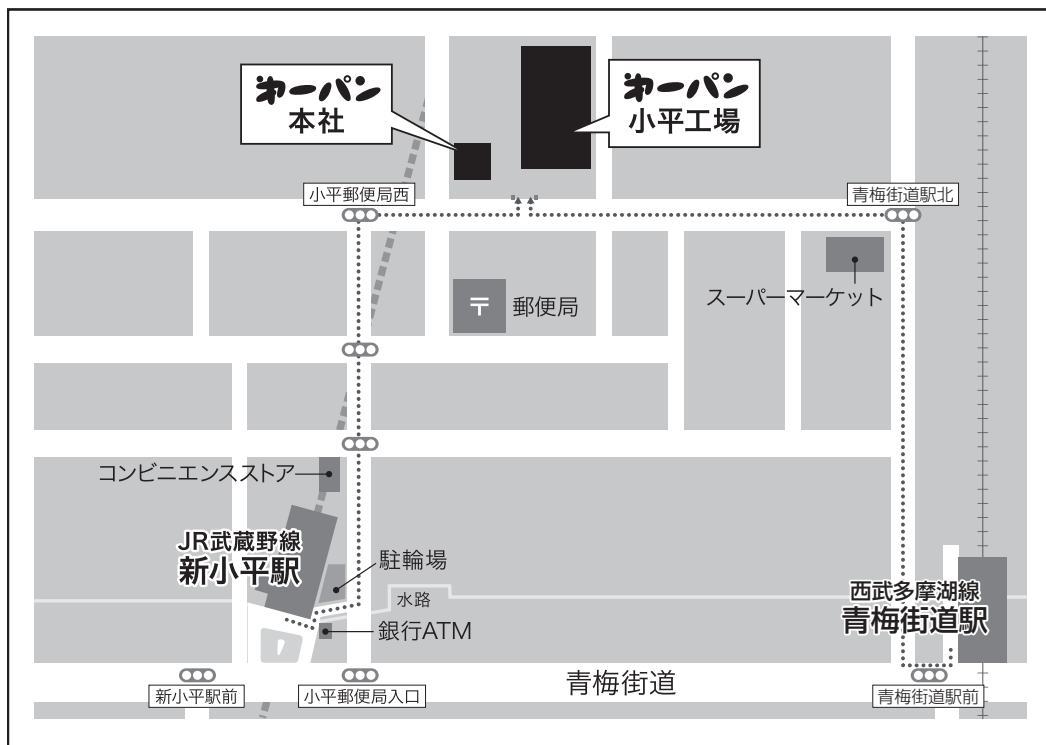 第一パン
本社
第一パン
小平工場
小平郵便局西
青梅街道駅北
〒 郵便局
スーパーマーケット
コンビニエンスストア
JR武蔵野線
新小平駅
駐輪場
水路
銀行ATM
西武多摩湖線
青梅街道駅
青梅街道
新小平駅前
小平郵便局入口
青梅街道駅前